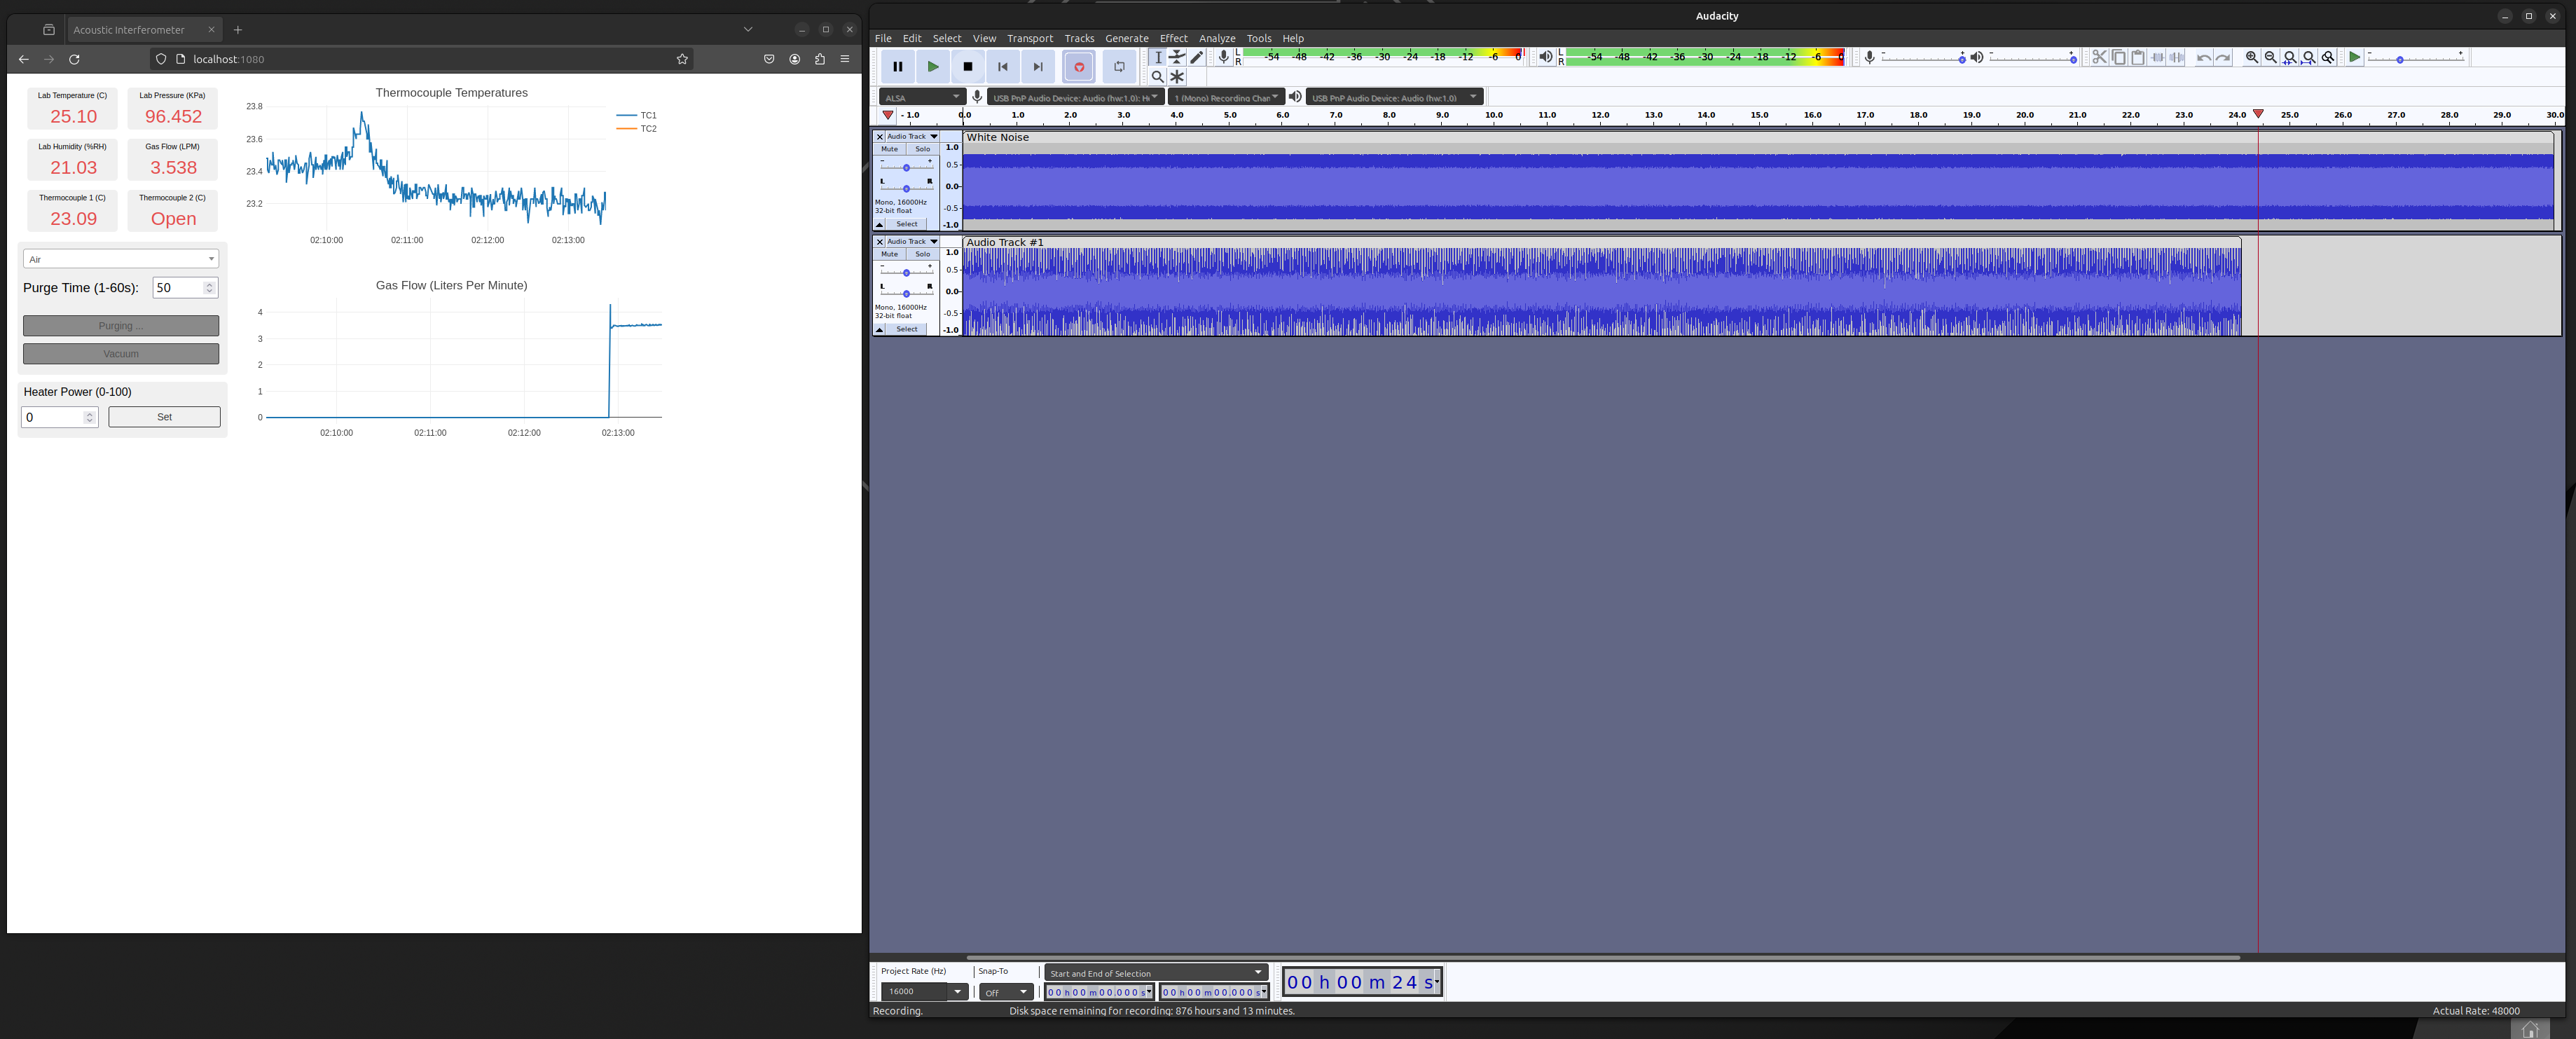 Acoustic Interferometer
localhost:1080
Lab Temperature (C)
25.10
Lab Pressure (KPa)
96.452
Lab Humidity (%RH)
21.03
Gas Flow (LPM)
3.538
Thermocouple 1 (C)
23.09
Thermocouple 2 (C)
Open
Air
Purge Time (1-60s):
50
Purging ...
Vacuum
Heater Power (0-100)
0
Set
Thermocouple Temperatures
23.8
23.6
23.4
23.2
02:10:00 02:11:00 02:12:00 02:13:00
TC1
TC2
Gas Flow (Liters Per Minute)
4
3
2
1
0
02:10:00 02:11:00 02:12:00 02:13:00
Audacity
File Edit Select View Transport Tracks Generate Effect Analyze Tools Help
L
R
-54 -48 -42 -36 -30 -24 -18 -12 -6 0
L
R
-54 -48 -42 -36 -30 -24 -18 -12 -6 0
ALSA
USB PnP Audio Device: Audio (hw:1,0):
1 (Mono) Recording Chan
USB PnP Audio Device: Audio (hw:1,0)
- 1.0 0.0 1.0 2.0 3.0 4.0 5.0 6.0 7.0 8.0 9.0 10.0 11.0 12.0 13.0 14.0 15.0 16.0 17.0 18.0 19.0 20.0 21.0 22.0 23.0 24.0 25.0 26.0 27.0 28.0 29.0 30.0
Audio Track
White Noise
Mute Solo
- +
L R
Mono, 16000Hz
32-bit float
Select
1.0
0.5
0.0
-0.5
-1.0
Audio Track
Audio Track #1
Mute Solo
- +
L R
Mono, 16000Hz
32-bit float
Select
1.0
0.5
0.0
-0.5
-1.0
Project Rate (Hz)
Snap-To
Start and End of Selection
16000
Off
00 h 00 m 00.000 s
00 h 00 m 00.000 s
00 h 00 m 24 s
Recording.
Disk space remaining for recording: 876 hours and 13 minutes.
Actual Rate: 48000